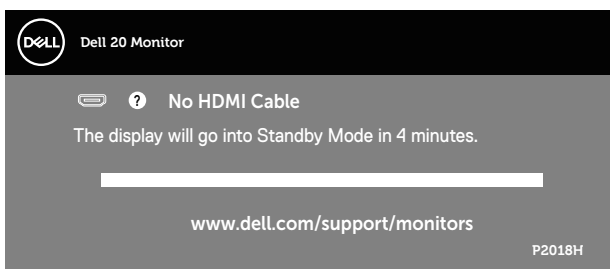 DELL Dell 20 Monitor
? No HDMI Cable
The display will go into Standby Mode in 4 minutes.
www.dell.com/support/monitors
P2018H